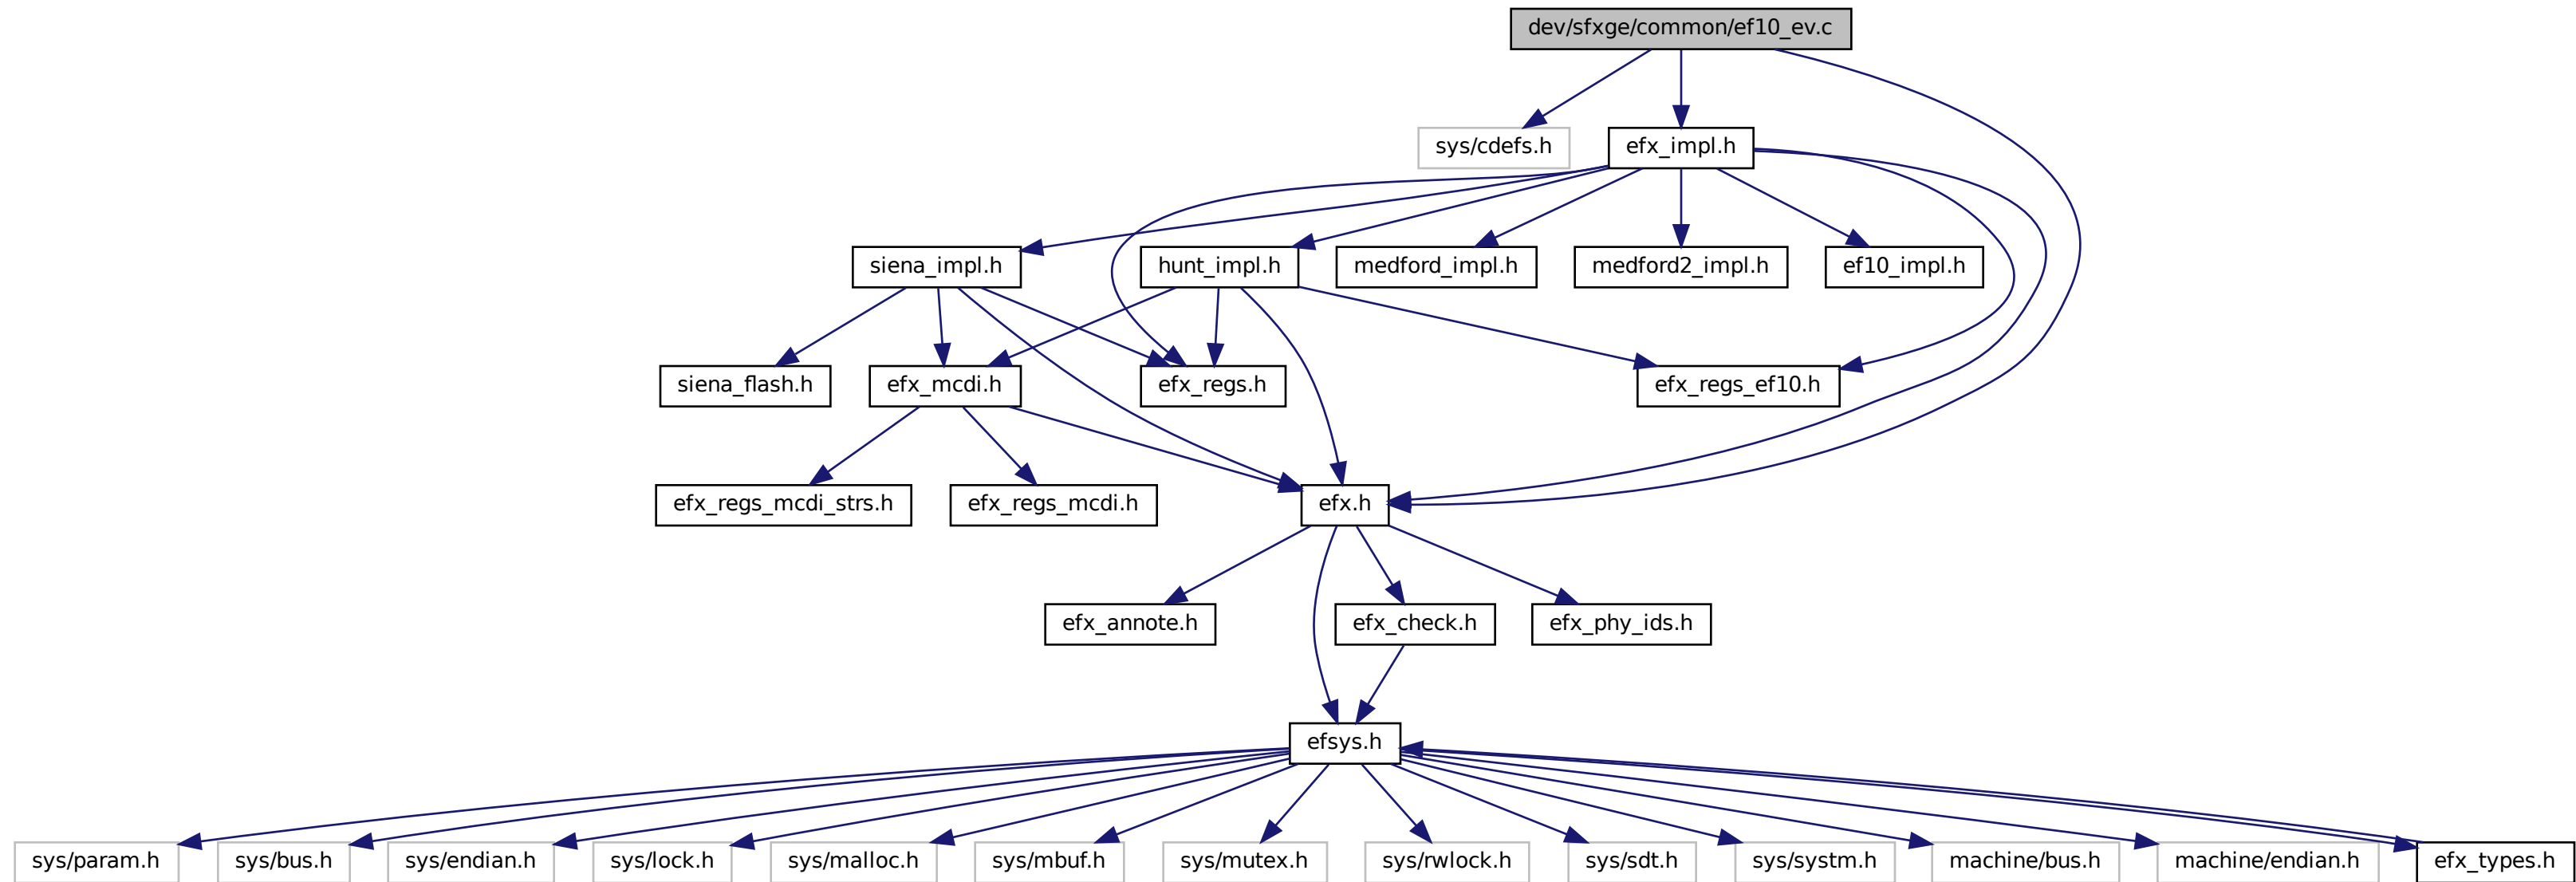 dev/sfxge/common/ef10_ev.c
sys/cdefs.h
efx_impl.h
siena_impl.h
hunt_impl.h
medford_impl.h
medford2_impl.h
ef10_impl.h
siena_flash.h
efx_mcdi.h
efx_regs.h
efx_regs_ef10.h
efx_regs_mcdi_strs.h
efx_regs_mcdi.h
efx.h
efx_annote.h
efx_check.h
efx_phy_ids.h
efsys.h
sys/param.h
sys/bus.h
sys/endian.h
sys/lock.h
sys/malloc.h
sys/mbuf.h
sys/mutex.h
sys/rwlock.h
sys/sdt.h
sys/systm.h
machine/bus.h
machine/endian.h
efx_types.h